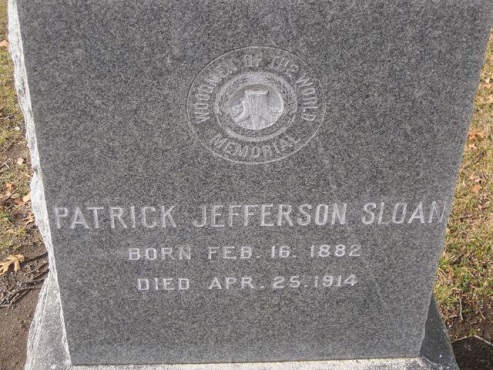 WOODMEN OF THE WORLD
MEMORIAL
PATRICK JEFFERSON SLOAN
BORN FEB. 16. 1882
DIED APR. 25. 1914